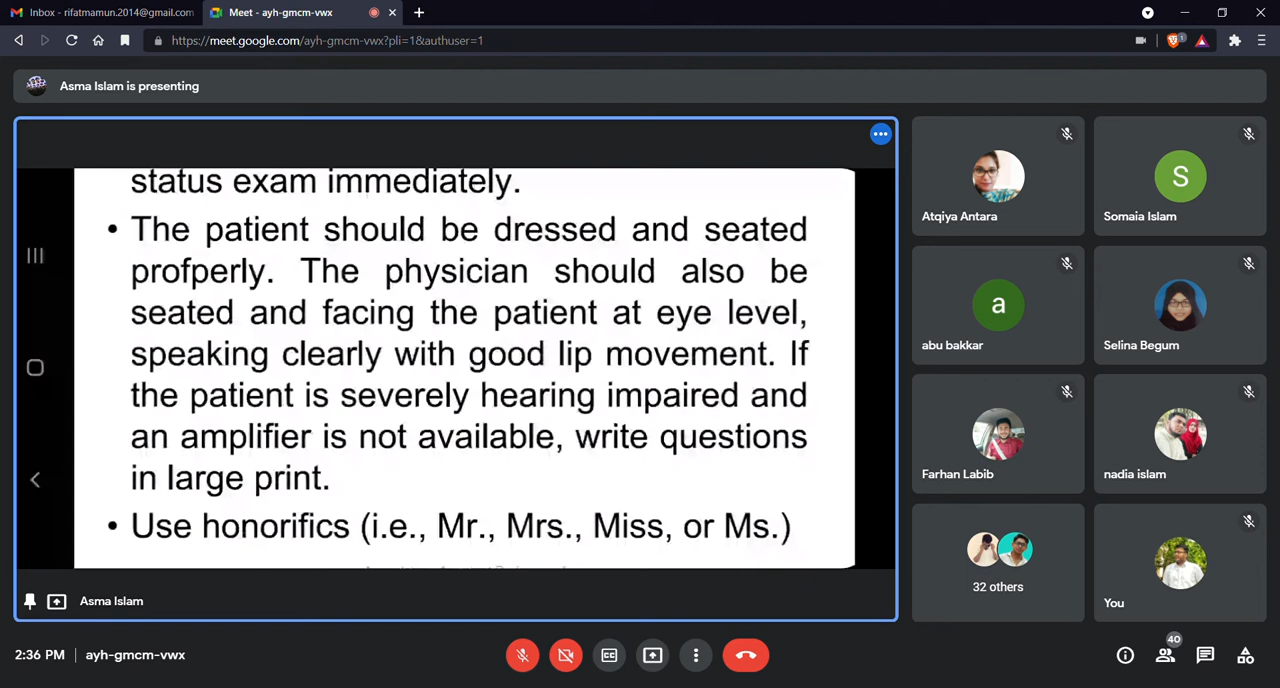 Inbox - rifatmamun.2014@gmail.com
Meet - ayh-gmcm-vwx
https://meet.google.com/ayh-gmcm-vwx?pli=1&authuser=1
1
Asma Islam is presenting
status exam immediately.
• The patient should be dressed and seated
profperly. The physician should also be
seated and facing the patient at eye level,
speaking clearly with good lip movement. If
the patient is severely hearing impaired and
an amplifier is not available, write questions
in large print.
• Use honorifics (i.e., Mr., Mrs., Miss, or Ms.)
Asma Islam
Atqiya Antara
S
Somaia Islam
a
abu bakkar
Selina Begum
Farhan Labib
nadia islam
32 others
You
2:36 PM | ayh-gmcm-vwx
CC
40